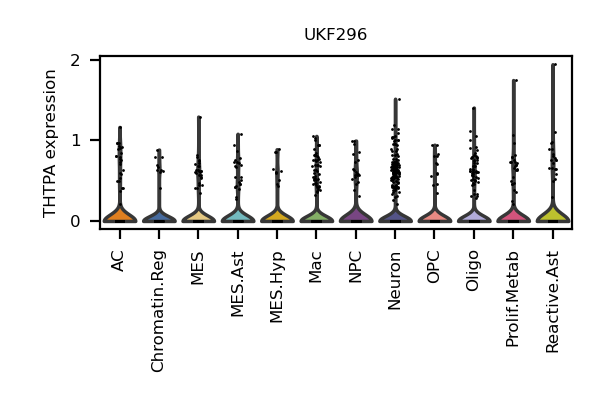 UKF296
THTPA expression
2
1
0
AC
Chromatin.Reg
MES
MES.Ast
MES.Hyp
Mac
NPC
Neuron
OPC
Oligo
Prolif.Metab
Reactive.Ast